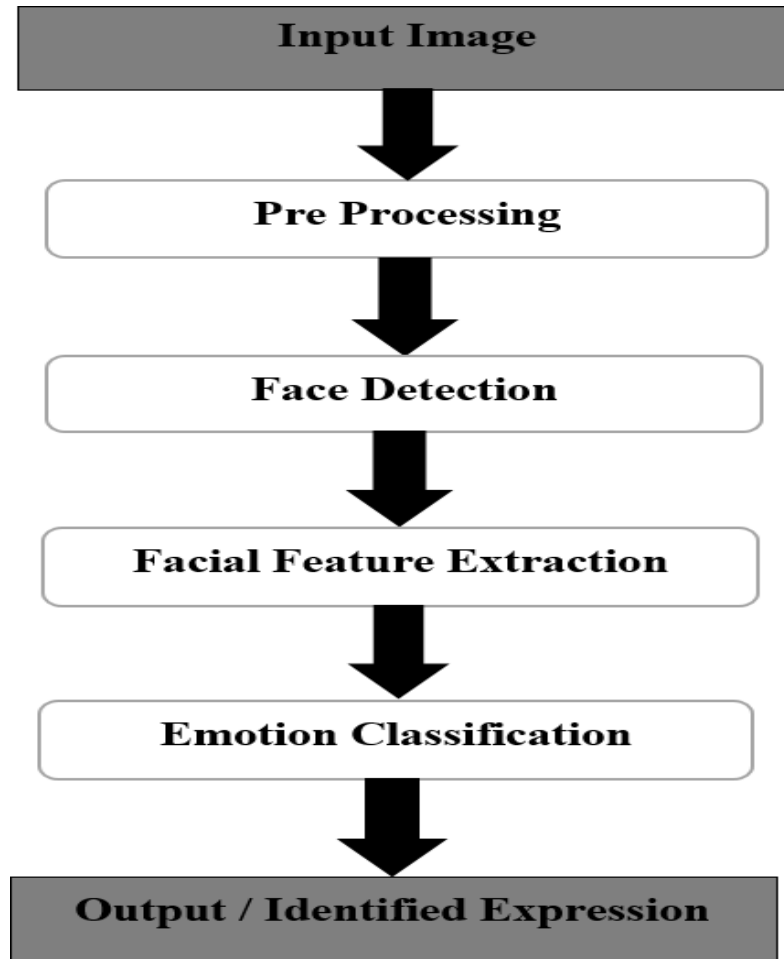 Input Image
Pre Processing
Face Detection
Facial Feature Extraction
Emotion Classification
Output / Identified Expression